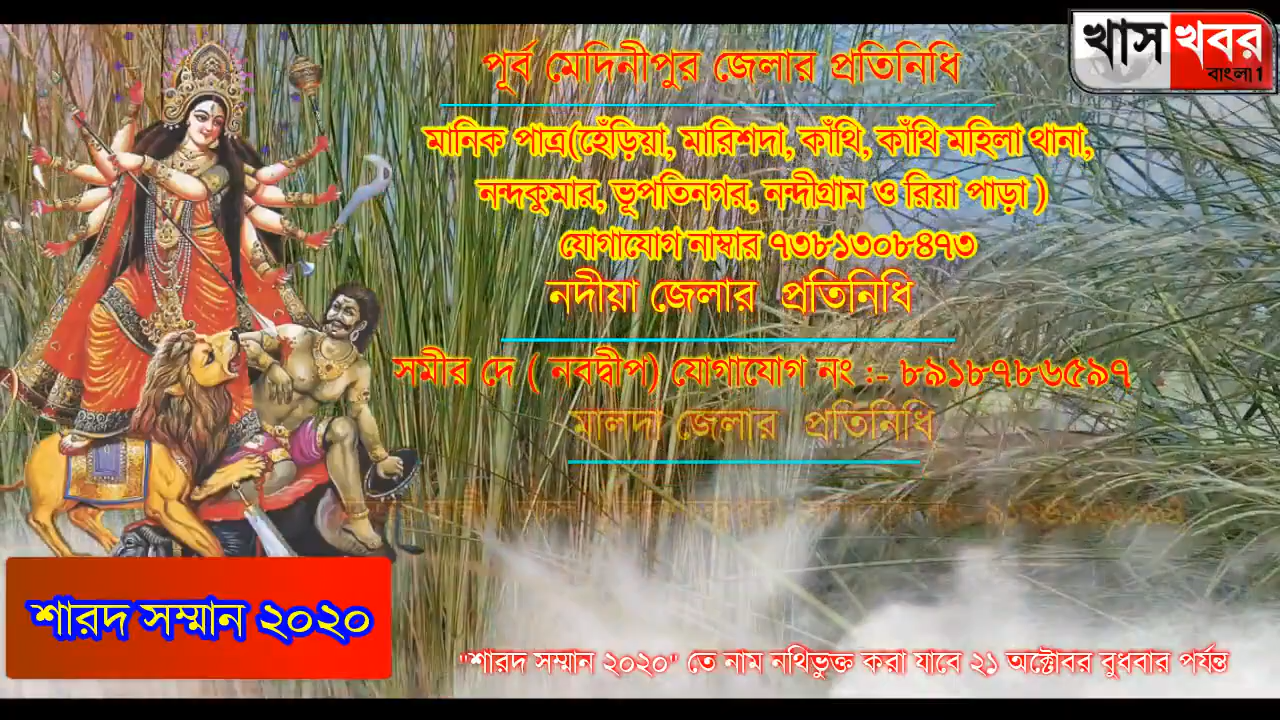 খাস খবর
বাংলা 1
পূর্ব মেদিনীপুর জেলার প্রতিনিধি
মানিক পাত্র(হেঁড়িয়া, মারিশদা, কাঁথি, কাঁথি মহিলা থানা,
নন্দকুমার, ভূপতিনগর, নন্দীগ্রাম ও রিয়া পাড়া )
যোগাযোগ নাম্বার ৭৩৮১৩০৮৪৭৩
নদীয়া জেলার প্রতিনিধি
সমীর দে ( নবদ্বীপ) যোগাযোগ নং :- ৮৯১৮৭৮৬৫৯৭
মালদা জেলার প্রতিনিধি
শারদ সম্মান ২০২০
"শারদ সম্মান ২০২০" তে নাম নথিভুক্ত করা যাবে ২১ অক্টোবর বুধবার পর্যন্ত